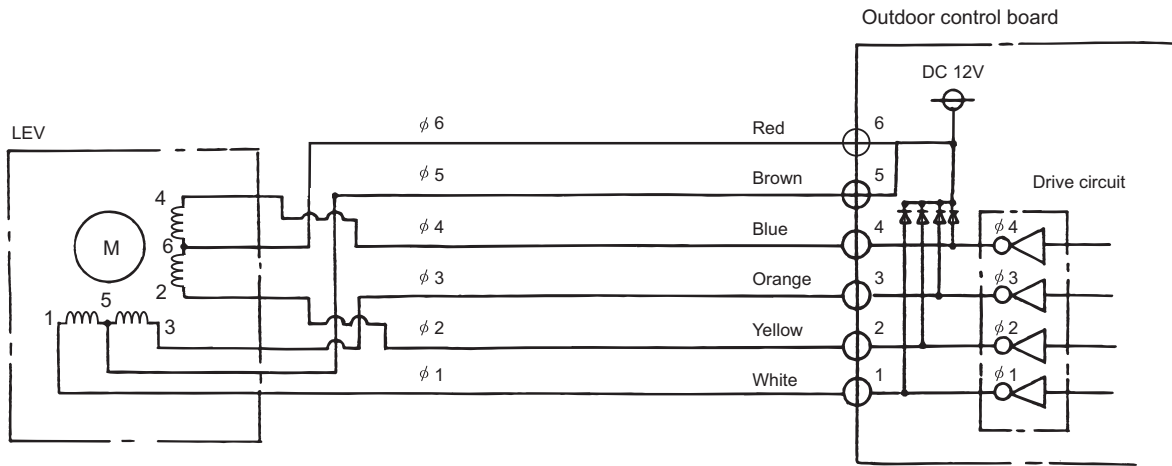 Outdoor control board
DC 12V
LEV
ϕ 6 Red 6
ϕ 5 Brown 5
Drive circuit
4
ϕ 4 Blue 4 ϕ 4
M 6
2
ϕ 3 Orange 3 ϕ 3
5
1 3
ϕ 2 Yellow 2 ϕ 2
ϕ 1 White 1 ϕ 1